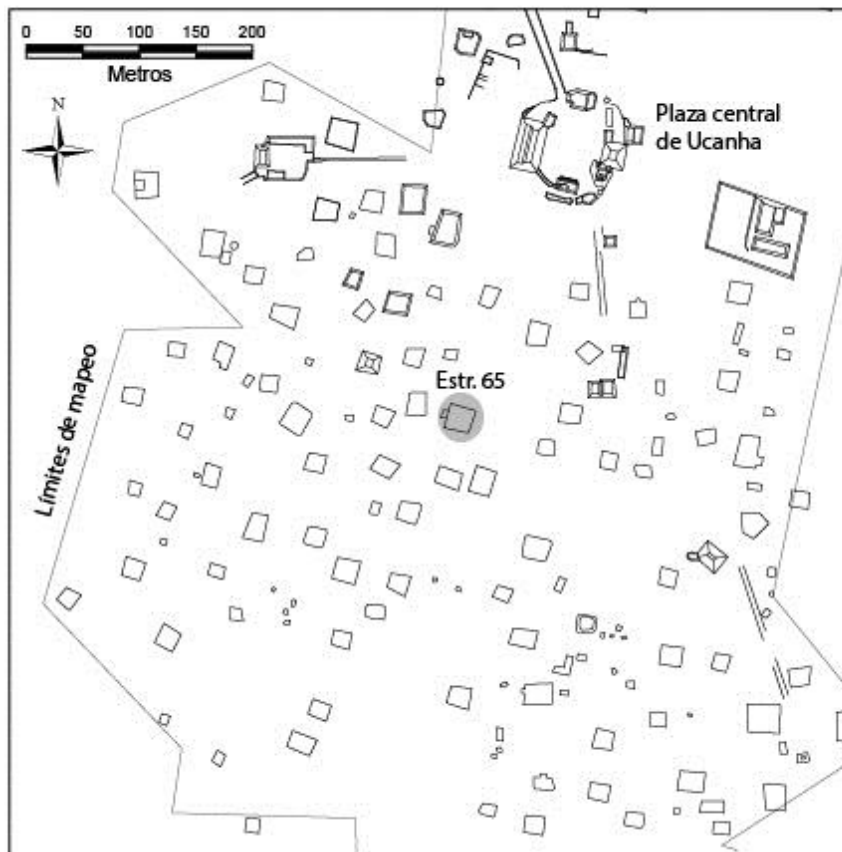 0 50 100 150 200
Metros
N
Plaza central
de Ucanha
Estr. 65
Límites de mapeo